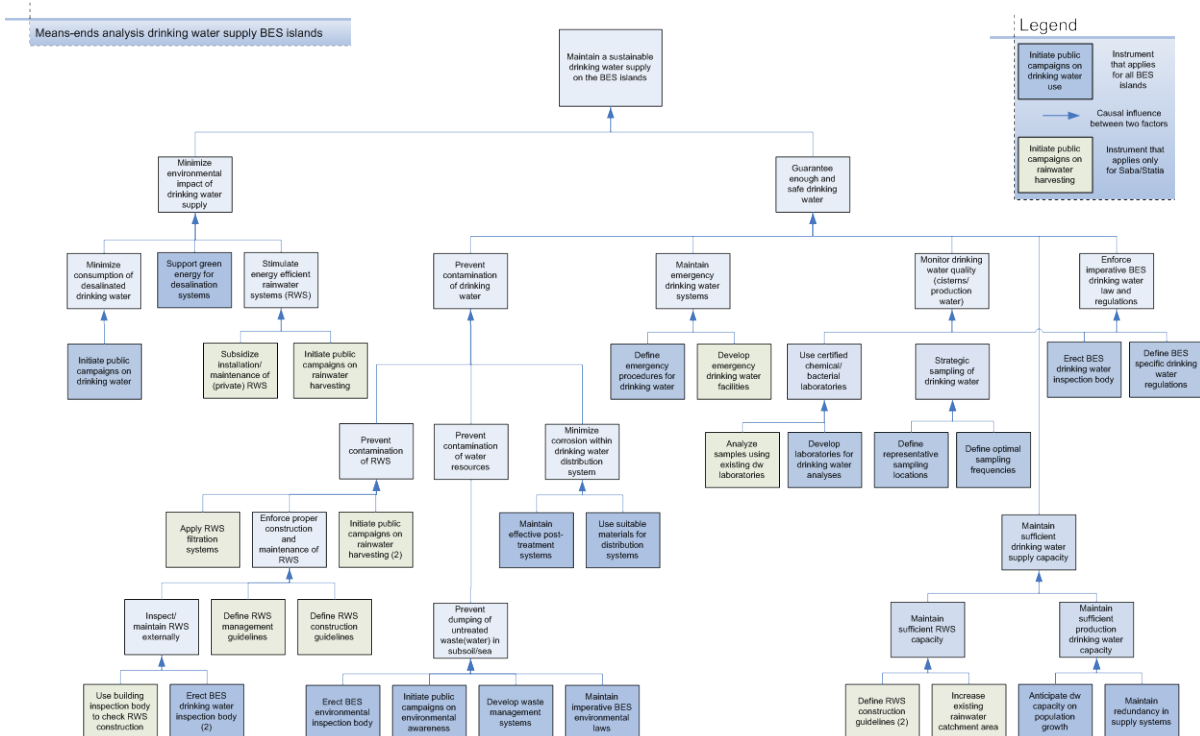 Means-ends analysis drinking water supply BES islands
Legend
Initiate public
campaigns on
drinking water
use
Instrument
that applies
for all BES
islands
Causal influence
between two factors
Initiate public
campaigns on
rainwater
harvesting
Instrument that
applies only
for Saba/Statia
Maintain a sustainable
drinking water supply
on the BES islands
Minimize
environmental
impact of
drinking water
supply
Guarantee
enough and
safe drinking
water
Minimize
consumption of
desalinated
drinking water
Support green
energy for
desalination
systems
Stimulate
energy efficient
rainwater
systems (RWS)
Prevent
contamination
of drinking
water
Maintain
emergency
drinking water
systems
Monitor drinking
water quality
(cisterns/
production
water)
Enforce
imperative BES
drinking water
law and
regulations
Initiate public
campaigns on
drinking water
Subsidize
installation/
maintenance of
(private) RWS
Initiate public
campaigns on
rainwater
harvesting
Define
emergency
procedures for
drinking water
Develop
emergency
drinking water
facilities
Use certified
chemical/
bacterial
laboratories
Strategic
sampling of
drinking water
Erect BES
drinking water
inspection body
Define BES
specific drinking
water
regulations
Prevent
contamination
of RWS
Prevent
contamination
of water
resources
Minimize
corrosion within
drinking water
distribution
system
Analyze
samples using
existing dw
laboratories
Develop
laboratories for
drinking water
analyses
Define
representative
sampling
locations
Define optimal
sampling
frequencies
Apply RWS
filtration
systems
Enforce proper
construction
and
maintenance of
RWS
Initiate public
campaigns on
rainwater
harvesting (2)
Maintain
effective post-
treatment
systems
Use suitable
materials for
distribution
systems
Maintain
sufficient
drinking water
supply capacity
Inspect/
maintain RWS
externally
Define RWS
management
guidelines
Define RWS
construction
guidelines
Prevent
dumping of
untreated
waste(water) in
subsoil/sea
Maintain
sufficient RWS
capacity
Maintain
sufficient
production
drinking water
capacity
Use building
inspection body
to check RWS
construction
Erect BES
drinking water
inspection body
(2)
Erect BES
environmental
inspection body
Initiate public
campaigns on
environmental
awareness
Develop waste
management
systems
Maintain
imperative BES
environmental
laws
Define RWS
construction
guidelines (2)
Increase
existing
rainwater
catchment area
Anticipate dw
capacity on
population
growth
Maintain
redundancy in
supply systems